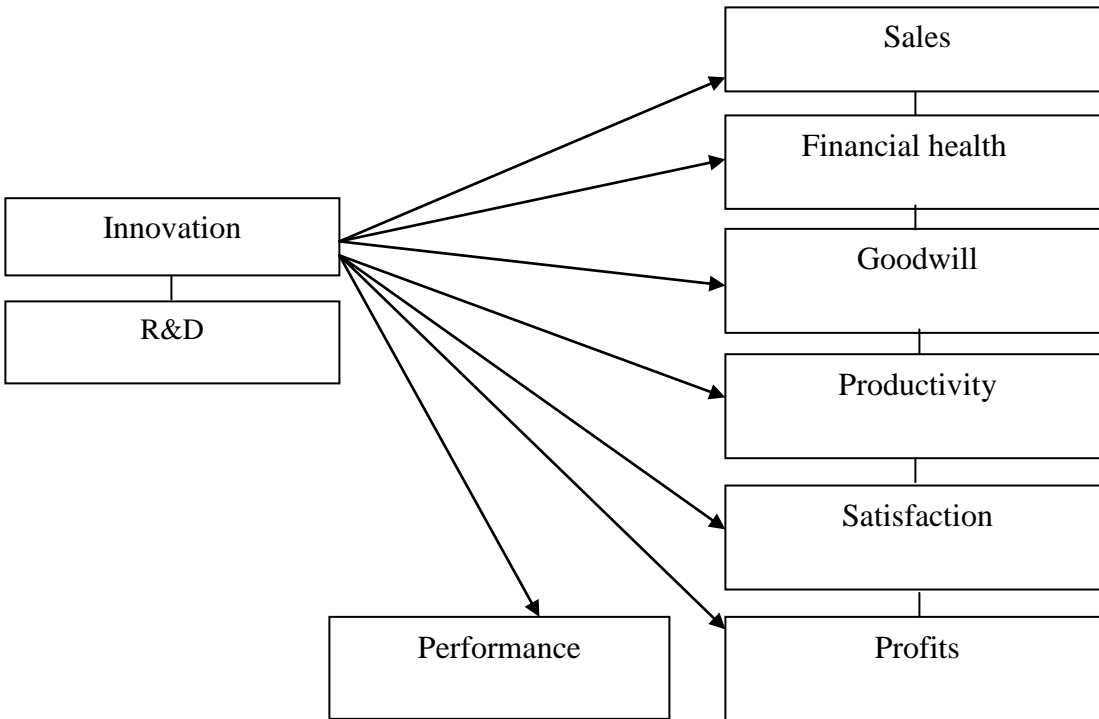 Sales
Financial health
Innovation
Goodwill
R&D
Productivity
Satisfaction
Performance
Profits